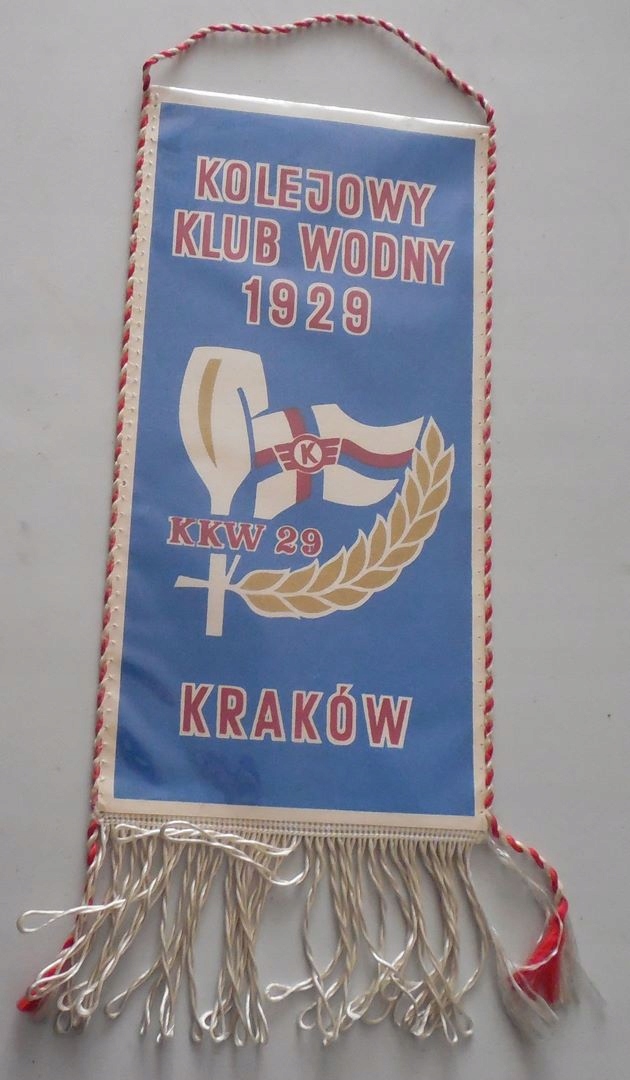 KOLEJOWY
KLUB WODNY
1929
K
KKW 29
KRAKÓW